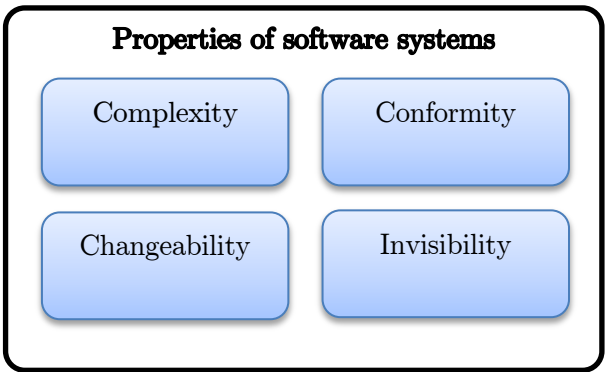 Properties of software systems
Complexity
Conformity
Changeability
Invisibility